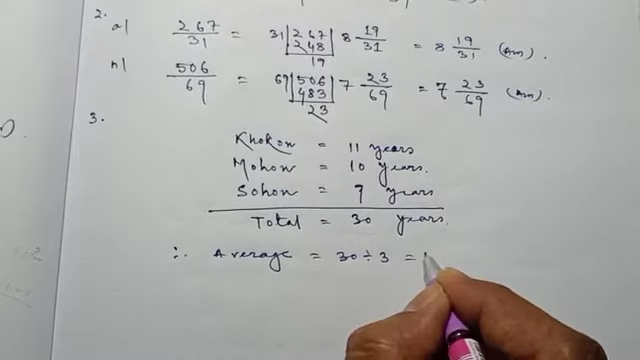 2.
a) 267/31 = 31|267|8 19/31 = 8 19/31 (Ans).
248
19
n) 506/69 = 69|506|7 23/69 = 7 23/69 (Ans).
483
23
3.
Khokon = 11 years
Mohon = 10 years.
Sohon = 9 years
Total = 30 years.
∴ Average = 30 ÷ 3 =